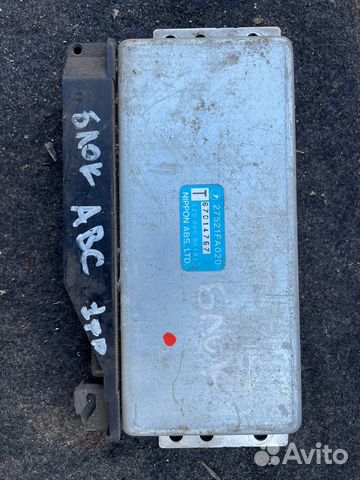 БЛОК АВС
27521FA020
T 67014767
NIPPON ABS, LTD.
Avito